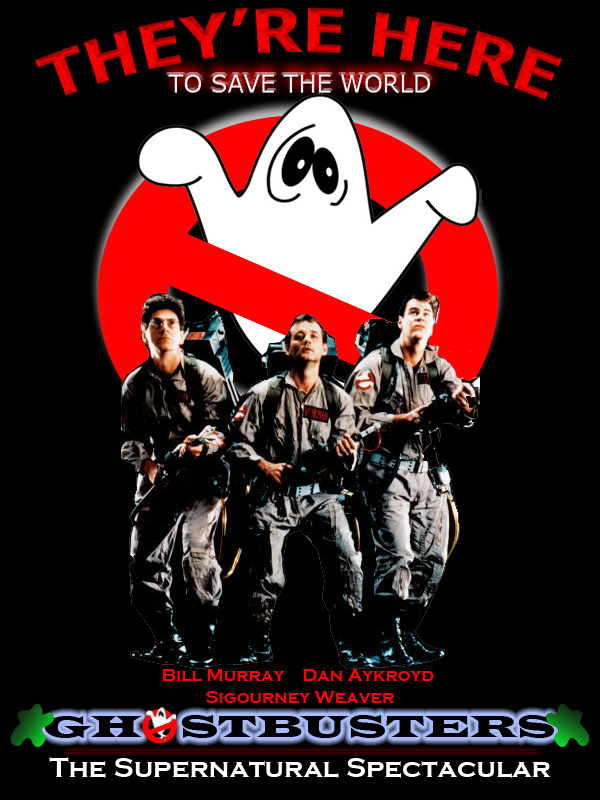 THEY'RE HERE
TO SAVE THE WORLD
BILL MURRAY DAN AYKROYD
SIGOURNEY WEAVER
GHOSTBUSTERS
THE SUPERNATURAL SPECTACULAR